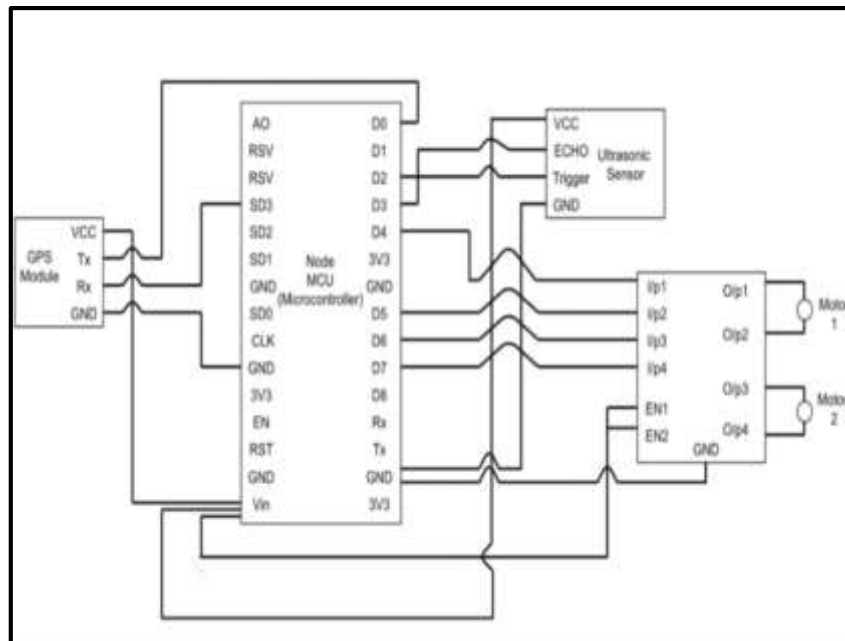 VCC
GPS
Module
Tx
Rx
GND
AO
RSV
RSV
SD3
SD2
SD1
GND
SD0
CLK
GND
3V3
EN
RST
GND
Vin
Node
MCU
(Microcontroller)
D0
D1
D2
D3
D4
3V3
GND
D5
D6
D7
D8
Rx
Tx
GND
3V3
VCC
ECHO
Trigger
GND
Ultrasonic
Sensor
I/p1
I/p2
I/p3
I/p4
EN1
EN2
GND
O/p1
O/p2
O/p3
O/p4
Motor
1
Motor
2